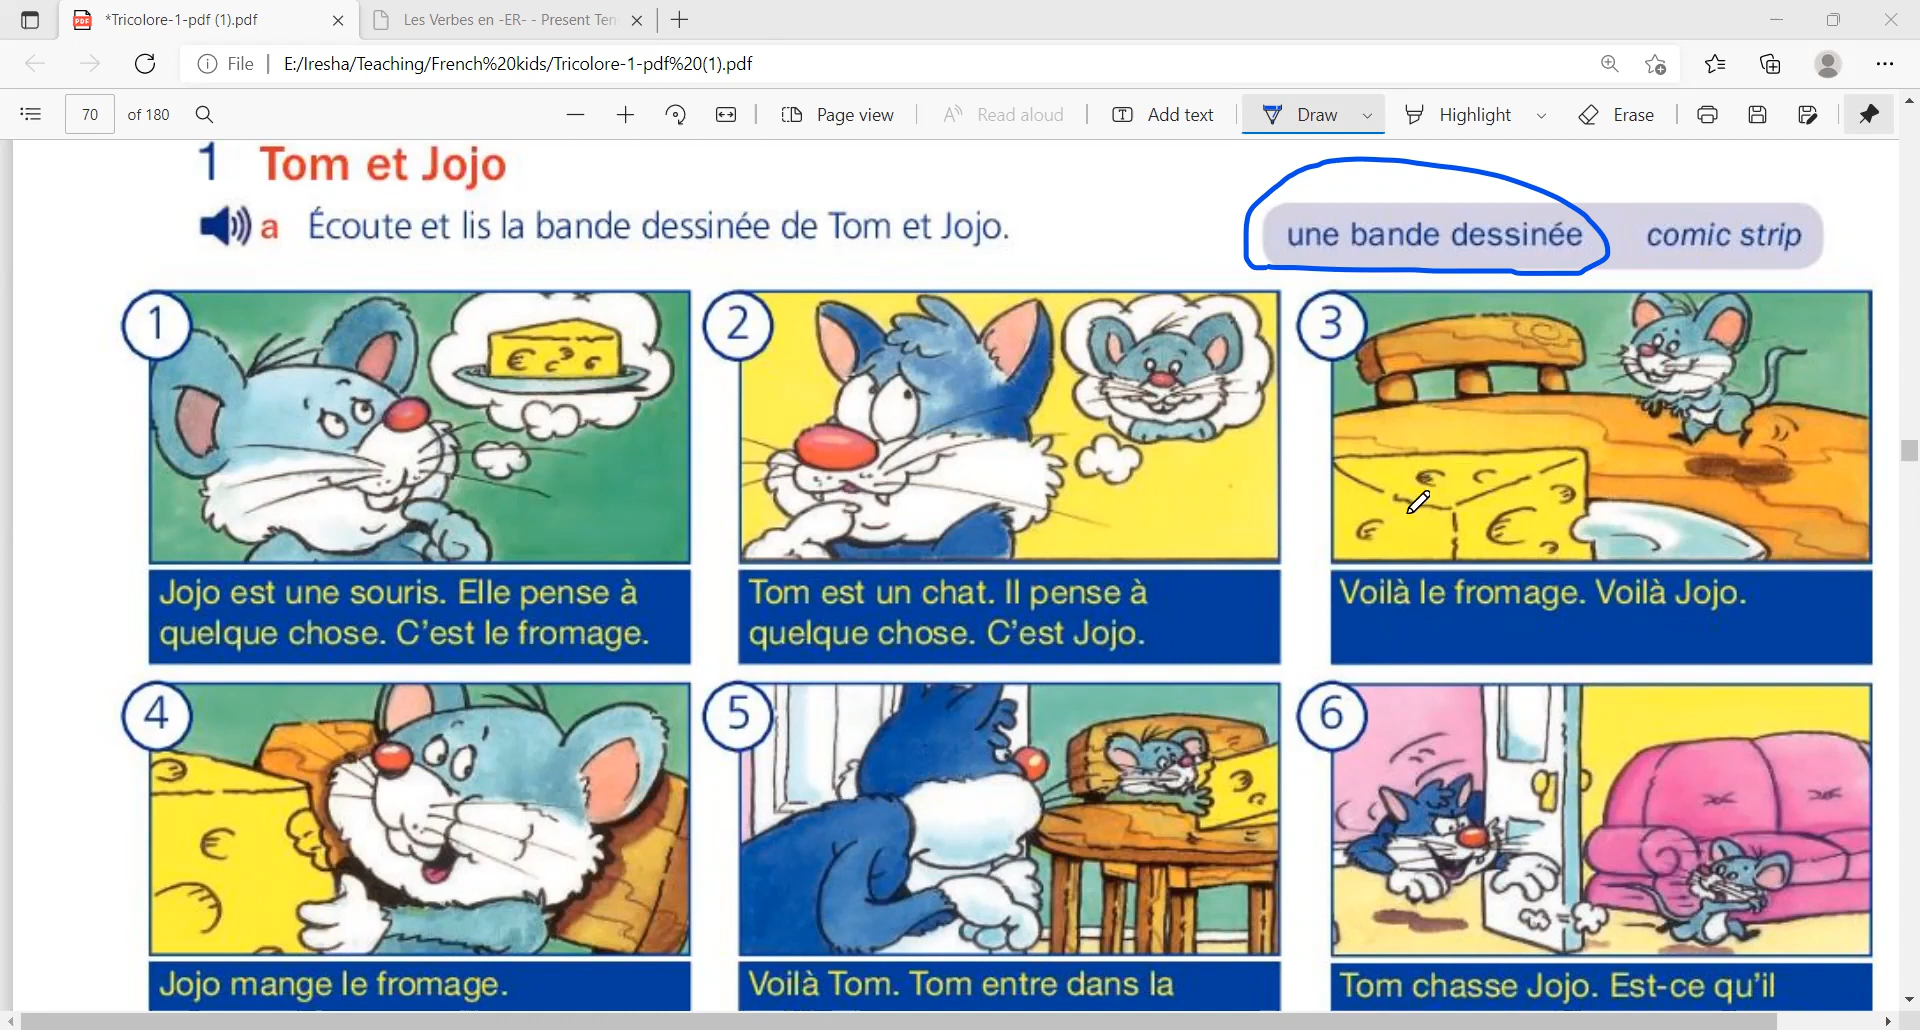 *Tricolore-1-pdf (1).pdf
Les Verbes en -ER- - Present Ten
File
E:/Iresha/Teaching/French%20kids/Tricolore-1-pdf%20(1).pdf
70 of 180
Page view
Read aloud
Add text
Draw
Highlight
Erase
1 Tom et Jojo
a Écoute et lis la bande dessinée de Tom et Jojo.
une bande dessinée comic strip
1
Jojo est une souris. Elle pense à
quelque chose. C'est le fromage.
2
Tom est un chat. Il pense à
quelque chose. C'est Jojo.
3
Voilà le fromage. Voilà Jojo.
4
Jojo mange le fromage.
5
Voilà Tom. Tom entre dans la
6
Tom chasse Jojo. Est-ce qu'il